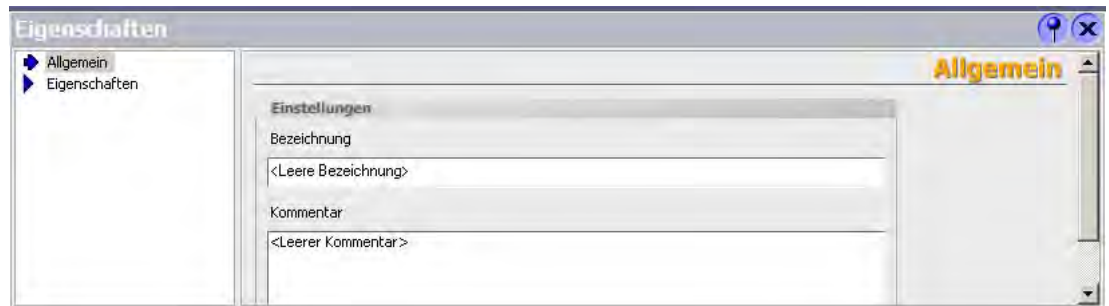 Eigenschaften
Allgemein
Eigenschaften
Allgemein
Einstellungen
Bezeichnung
<Leere Bezeichnung>
Kommentar
<Leerer Kommentar>